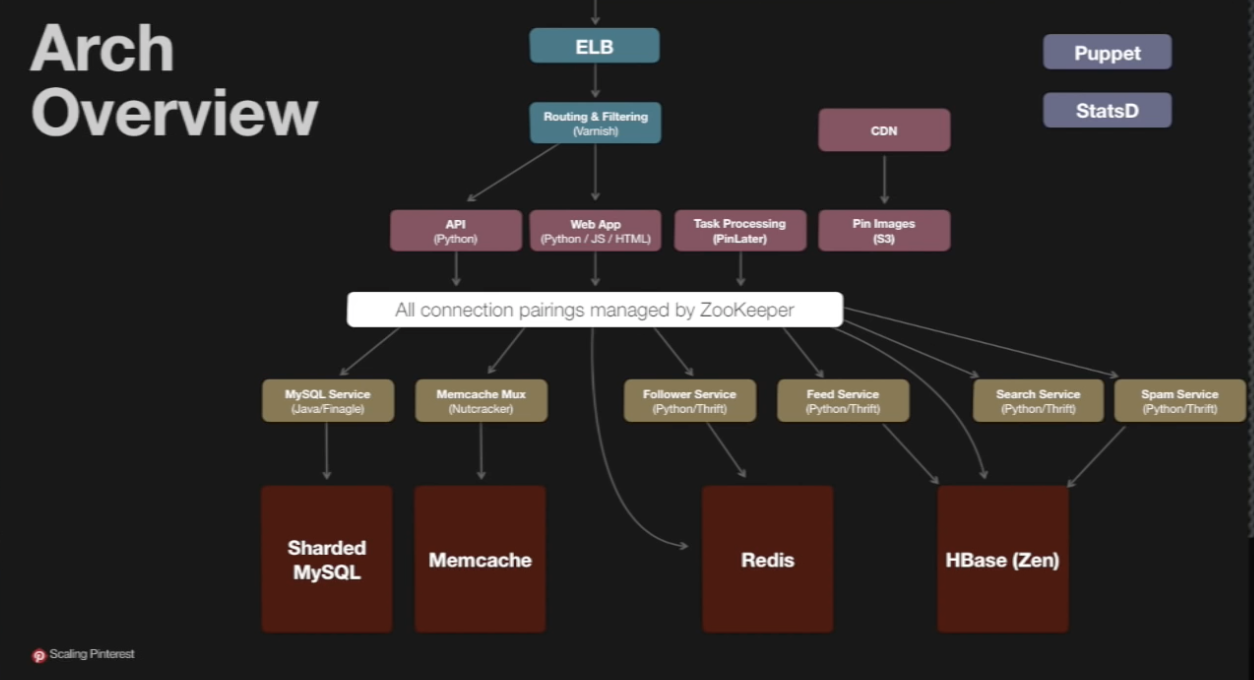 Arch
Overview
ELB
Puppet
Routing & Filtering
(Varnish)
StatsD
CDN
API
(Python)
Web App
(Python / JS / HTML)
Task Processing
(PinLater)
Pin Images
(S3)
All connection pairings managed by ZooKeeper
MySQL Service
(Java/Finagle)
Memcache Mux
(Nutcracker)
Follower Service
(Python/Thrift)
Feed Service
(Python/Thrift)
Search Service
(Python/Thrift)
Spam Service
(Python/Thrift)
Sharded
MySQL
Memcache
Redis
HBase (Zen)
Scaling Pinterest